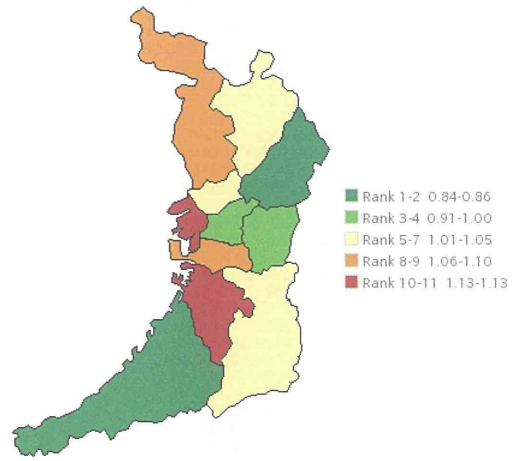 Rank 1-2 0.84-0.86
Rank 3-4 0.91-1.00
Rank 5-7 1.01-1.05
Rank 8-9 1.06-1.10
Rank 10-11 1.13-1.13